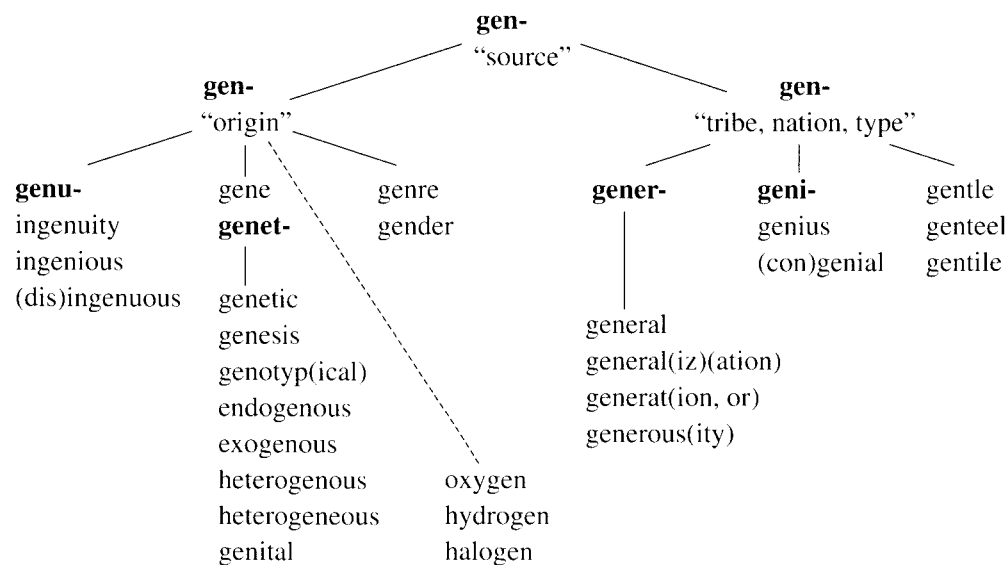 gen-
“source”
gen-
“origin”
gen-
“tribe, nation, type”
genu-
ingenuity
ingenious
(dis)ingenuous
gene
genet-
genetic
genesis
genotyp(ical)
endogenous
exogenous
heterogenous
heterogeneous
genital
genre
gender
oxygen
hydrogen
halogen
gener-
general
general(iz)(ation)
generat(ion, or)
generous(ity)
geni-
genius
(con)genial
gentle
genteel
gentile